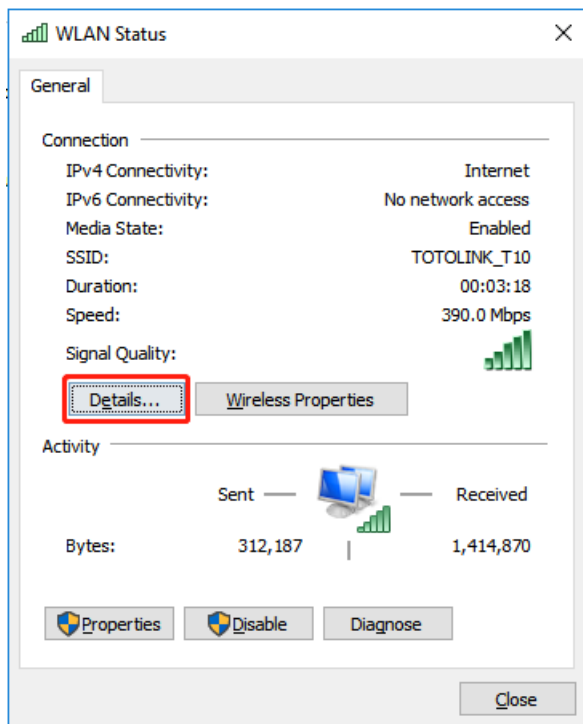 WLAN Status
General
Connection
IPv4 Connectivity: Internet
IPv6 Connectivity: No network access
Media State: Enabled
SSID: TOTOLINK_T10
Duration: 00:03:18
Speed: 390.0 Mbps
Signal Quality:
Details... Wireless Properties
Activity
Sent Received
Bytes: 312,187 1,414,870
Properties Disable Diagnose
Close